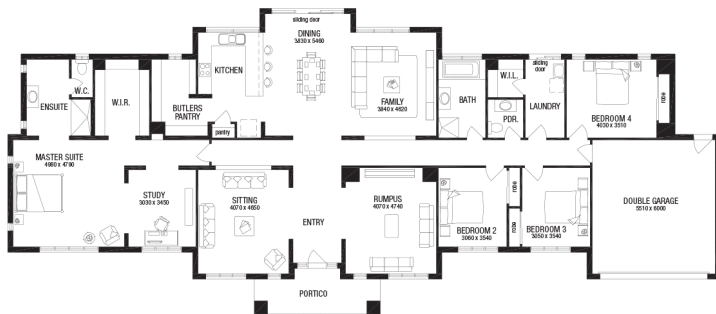 sliding door
DINING
3830 x 5460
KITCHEN
W.C.
ENSUITE
W.I.R.
BUTLERS
PANTRY
pantry
FAMILY
3840 x 4620
BATH
W.I.L.
PDR.
sliding
door
LAUNDRY
BEDROOM 4
4030 x 3510
robe
MASTER SUITE
4980 x 4780
STUDY
3030 x 3450
SITTING
4070 x 4650
ENTRY
RUMPUS
4070 x 4740
BEDROOM 2
3060 x 3540
robe
robe
BEDROOM 3
3050 x 3540
DOUBLE GARAGE
5510 x 6000
PORTICO